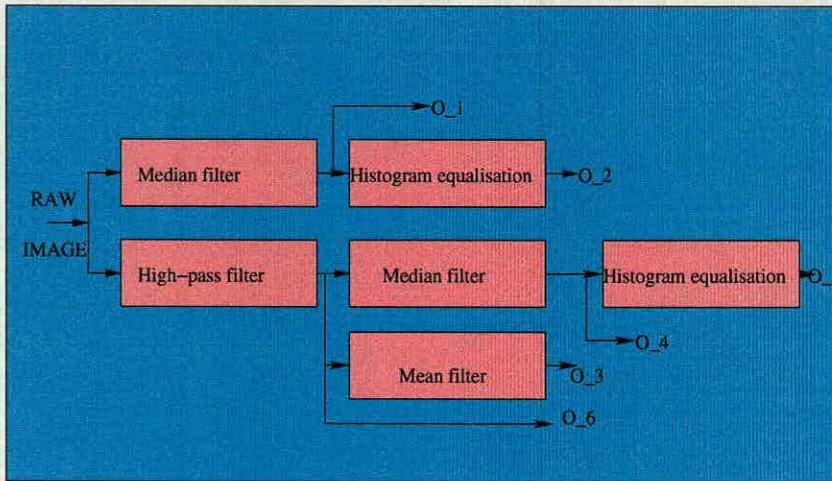 O_1
Median filter
Histogram equalisation
O_2
RAW
IMAGE
High-pass filter
Median filter
Histogram equalisation
O_
O_4
Mean filter
O_3
O_6